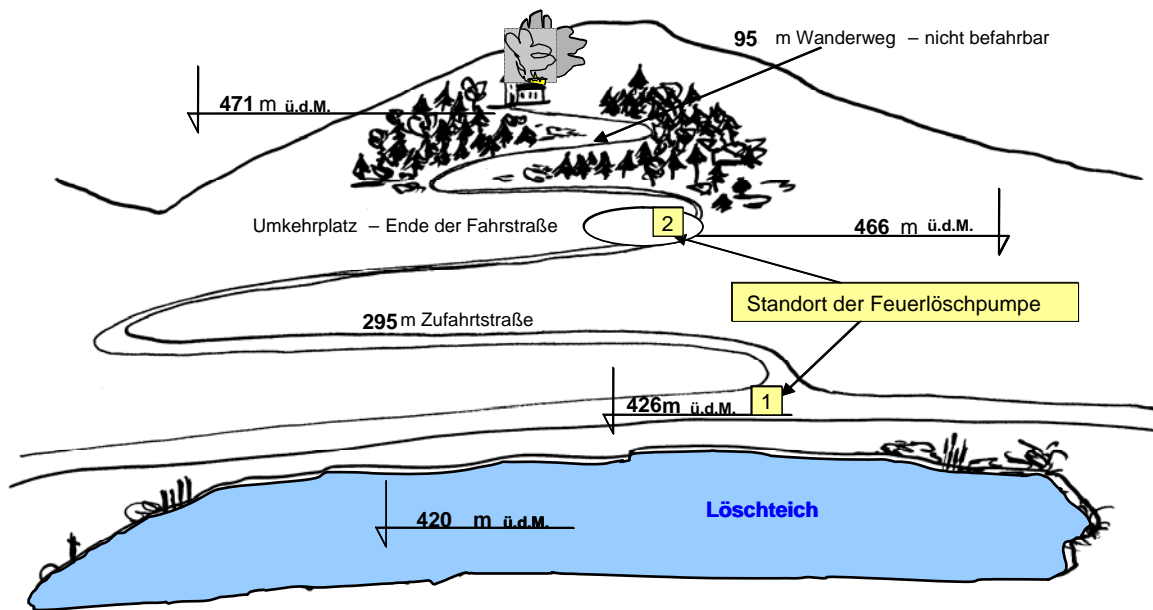 95 m Wanderweg – nicht befahrbar
471 m ü.d.M.
Umkehrplatz – Ende der Fahrstraße
2
466 m ü.d.M.
Standort der Feuerlöschpumpe
295 m Zufahrtstraße
426m ü.d.M.
1
Löschteich
420 m ü.d.M.